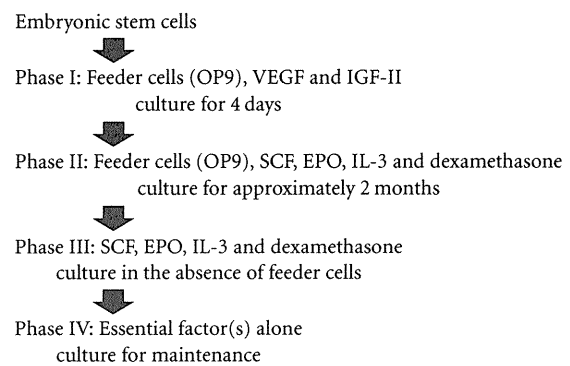 Embryonic stem cells
Phase I: Feeder cells (OP9), VEGF and IGF-II
culture for 4 days
Phase II: Feeder cells (OP9), SCF, EPO, IL-3 and dexamethasone
culture for approximately 2 months
Phase III: SCF, EPO, IL-3 and dexamethasone
culture in the absence of feeder cells
Phase IV: Essential factor(s) alone
culture for maintenance